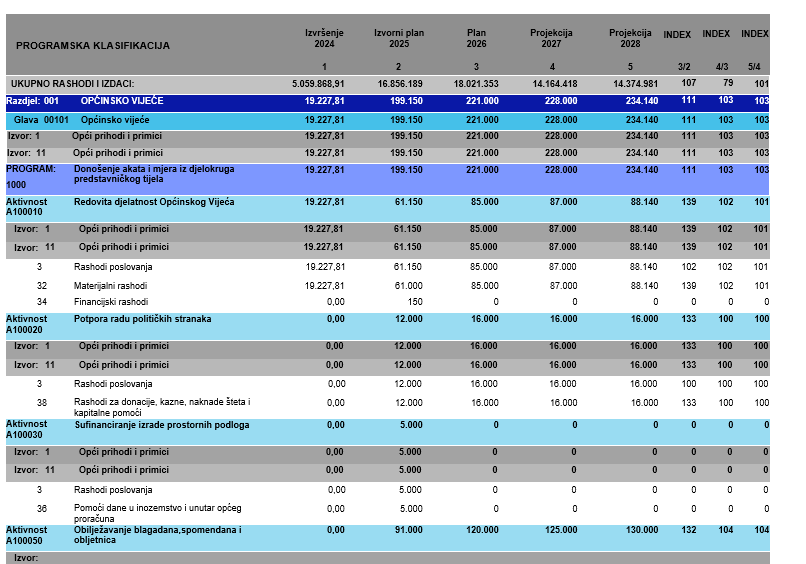 PROGRAMSKA KLASIFIKACIJA Izvršenje 2024 Izvorni plan 2025 Plan 2026 Projekcija 2027 Projekcija 2028 INDEX INDEX INDEX
1 2 3 4 5 3/2 4/3 5/4
UKUPNO RASHODI I IZDACI: 5.059.868,91 16.856.189 18.021.353 14.164.418 14.374.981 107 79 101
Razdjel: 001 OPĆINSKO VIJEĆE 19.227,81 199.150 221.000 228.000 234.140 111 103 103
Glava 00101 Općinsko vijeće 19.227,81 199.150 221.000 228.000 234.140 111 103 103
Izvor: 1 Opći prihodi i primici 19.227,81 199.150 221.000 228.000 234.140 111 103 103
Izvor: 11 Opći prihodi i primici 19.227,81 199.150 221.000 228.000 234.140 111 103 103
PROGRAM: 1000 Donošenje akata i mjera iz djelokruga predstavničkog tijela 19.227,81 199.150 221.000 228.000 234.140 111 103 103
Aktivnost A100010 Redovita djelatnost Općinskog Vijeća 19.227,81 61.150 85.000 87.000 88.140 139 102 101
Izvor: 1 Opći prihodi i primici 19.227,81 61.150 85.000 87.000 88.140 139 102 101
Izvor: 11 Opći prihodi i primici 19.227,81 61.150 85.000 87.000 88.140 139 102 101
3 Rashodi poslovanja 19.227,81 61.150 85.000 87.000 88.140 102 102 101
32 Materijalni rashodi 19.227,81 61.000 85.000 87.000 88.140 139 102 101
34 Financijski rashodi 0,00 150 0 0 0 0 0 0
Aktivnost A100020 Potpora radu političkih stranaka 0,00 12.000 16.000 16.000 16.000 133 100 100
Izvor: 1 Opći prihodi i primici 0,00 12.000 16.000 16.000 16.000 133 100 100
Izvor: 11 Opći prihodi i primici 0,00 12.000 16.000 16.000 16.000 133 100 100
3 Rashodi poslovanja 0,00 12.000 16.000 16.000 16.000 100 100 100
38 Rashodi za donacije, kazne, naknade šteta i kapitalne pomoći 0,00 12.000 16.000 16.000 16.000 133 100 100
Aktivnost A100030 Sufinanciranje izrade prostornih podloga 0,00 5.000 0 0 0 0 0 0
Izvor: 1 Opći prihodi i primici 0,00 5.000 0 0 0 0 0 0
Izvor: 11 Opći prihodi i primici 0,00 5.000 0 0 0 0 0 0
3 Rashodi poslovanja 0,00 5.000 0 0 0 0 0 0
36 Pomoći dane u inozemstvo i unutar općeg proračuna 0,00 5.000 0 0 0 0 0 0
Aktivnost A100050 Obilježavanje blagadana,spomendana i obljetnica 0,00 91.000 120.000 125.000 130.000 132 104 104
Izvor: